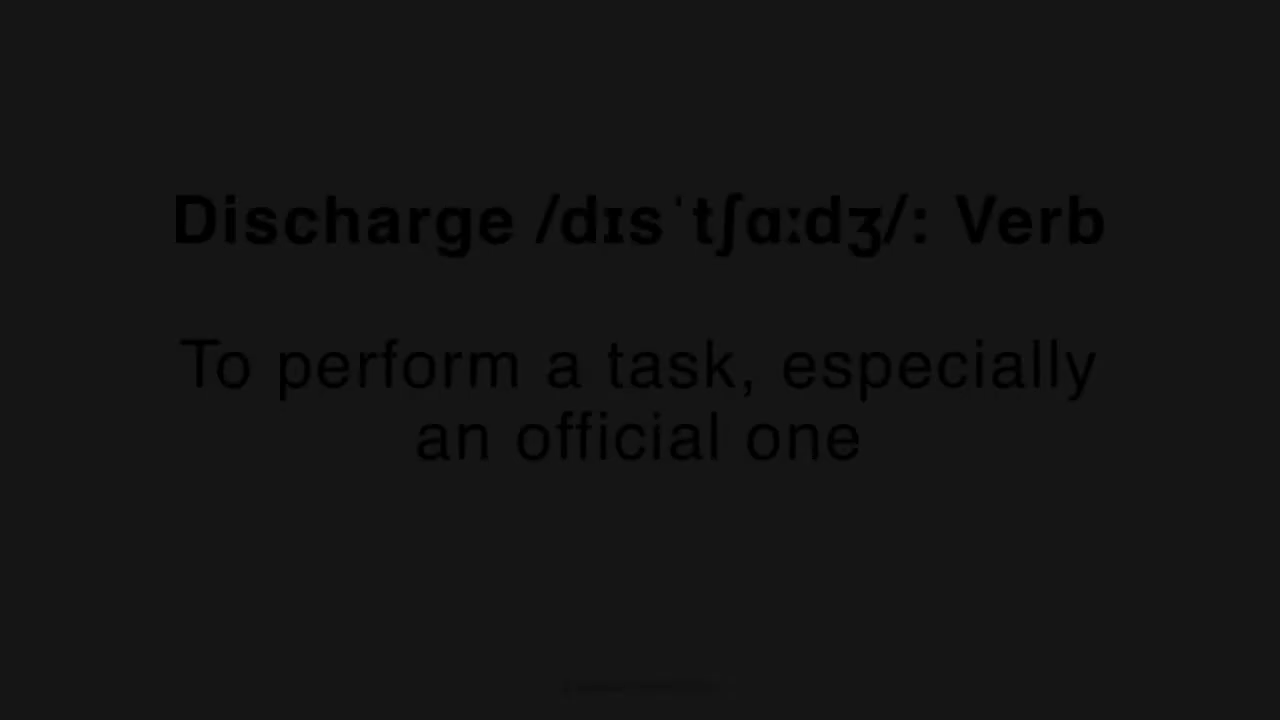 Discharge /dɪsˈtʃɑːdʒ/: Verb
To perform a task, especially
an official one